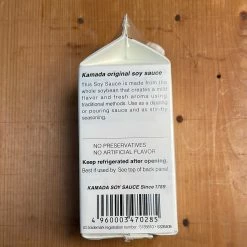 Kamada original soy sauce
This Soy Sauce is made from the
whole soybean that creates a mild
flavor and fresh aroma using
traditional methods. Use as a dipping
or pouring sauce and as stir-fry
seasoning.
NO PRESERVATIVES
NO ARTIFICIAL FLAVOR
Keep refrigerated after opening.
Best if used by: See top of back panel.
KAMADA SOY SAUCE Since 1789
4 960003 470285
trademark registration number